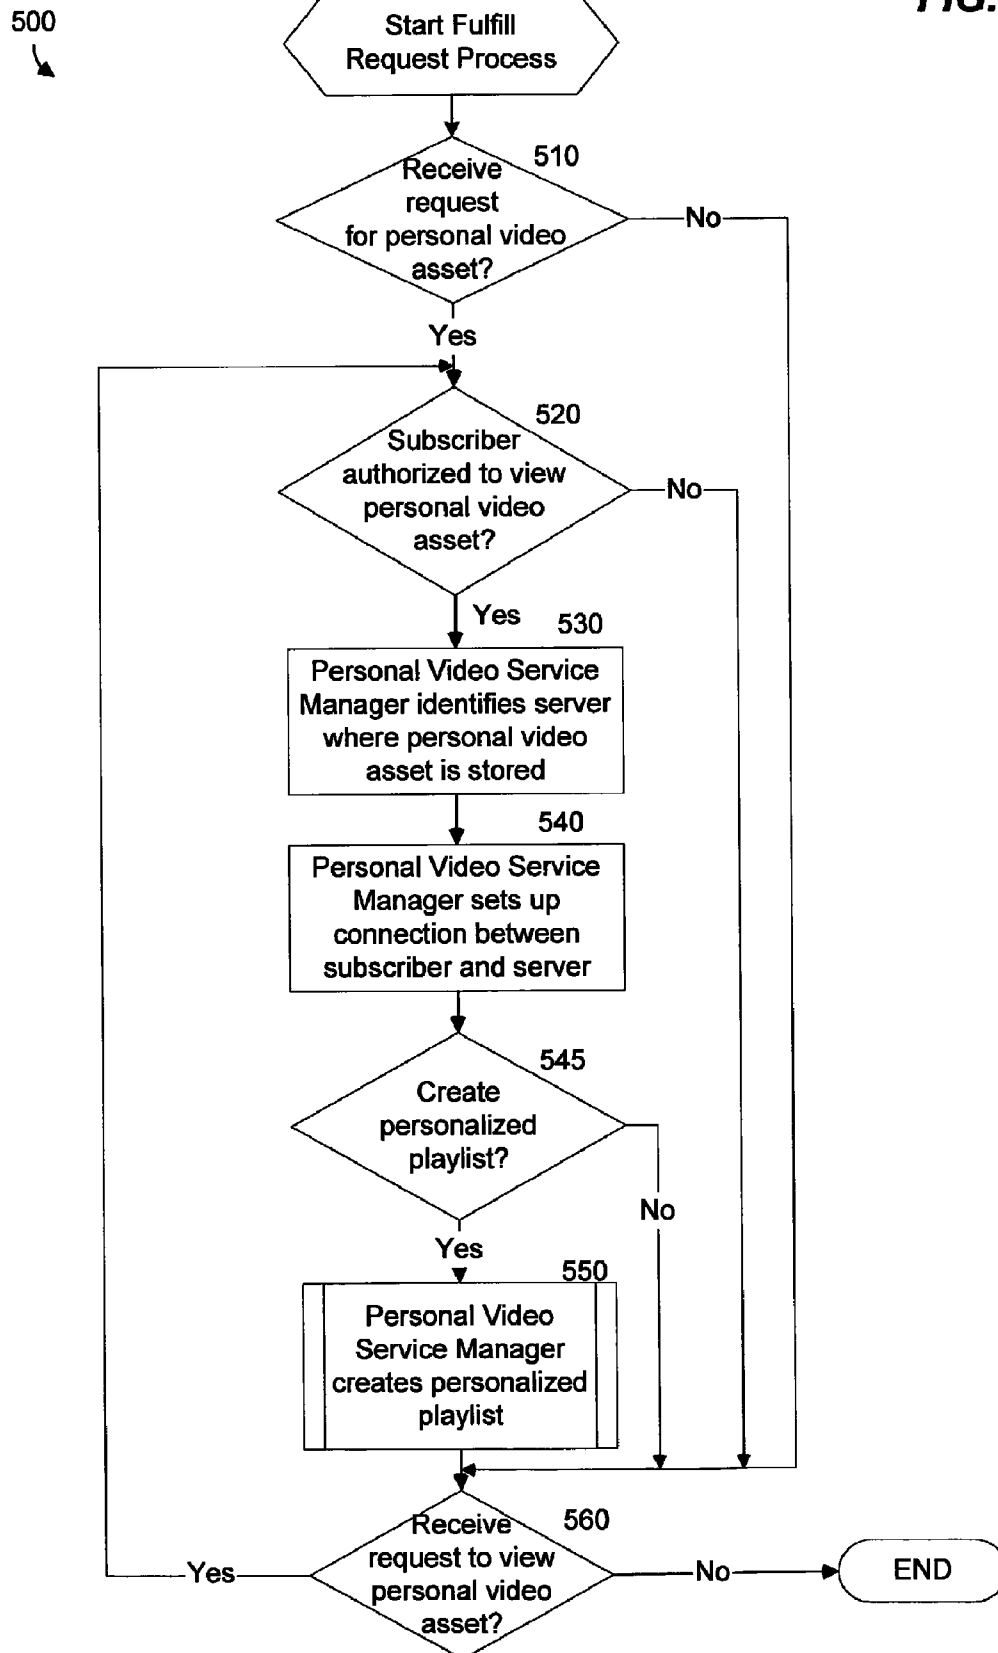 500
FIG.
Start Fulfill
Request Process
510
Receive
request
for personal video
asset?
No
Yes
520
Subscriber
authorized to view
personal video
asset?
No
Yes
530
Personal Video Service
Manager identifies server
where personal video
asset is stored
540
Personal Video Service
Manager sets up
connection between
subscriber and server
545
Create
personalized
playlist?
No
Yes
550
Personal Video
Service Manager
creates personalized
playlist
560
Receive
request to view
personal video
asset?
Yes
No
END